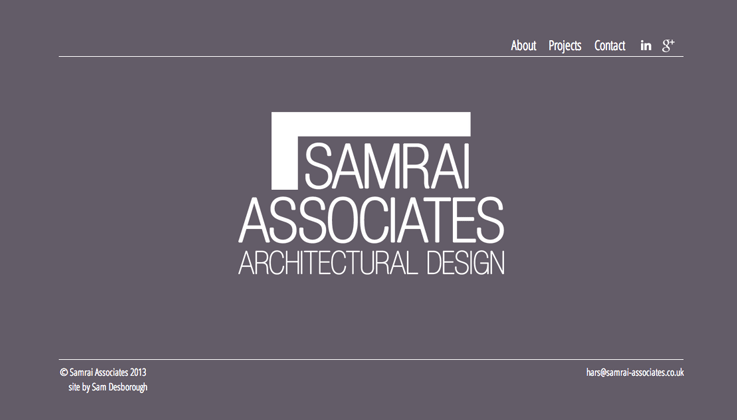 About Projects Contact in g+
SAMRAI
ASSOCIATES
ARCHITECTURAL DESIGN
© Samrai Associates 2013
site by Sam Desborough
hars@samrai-associates.co.uk